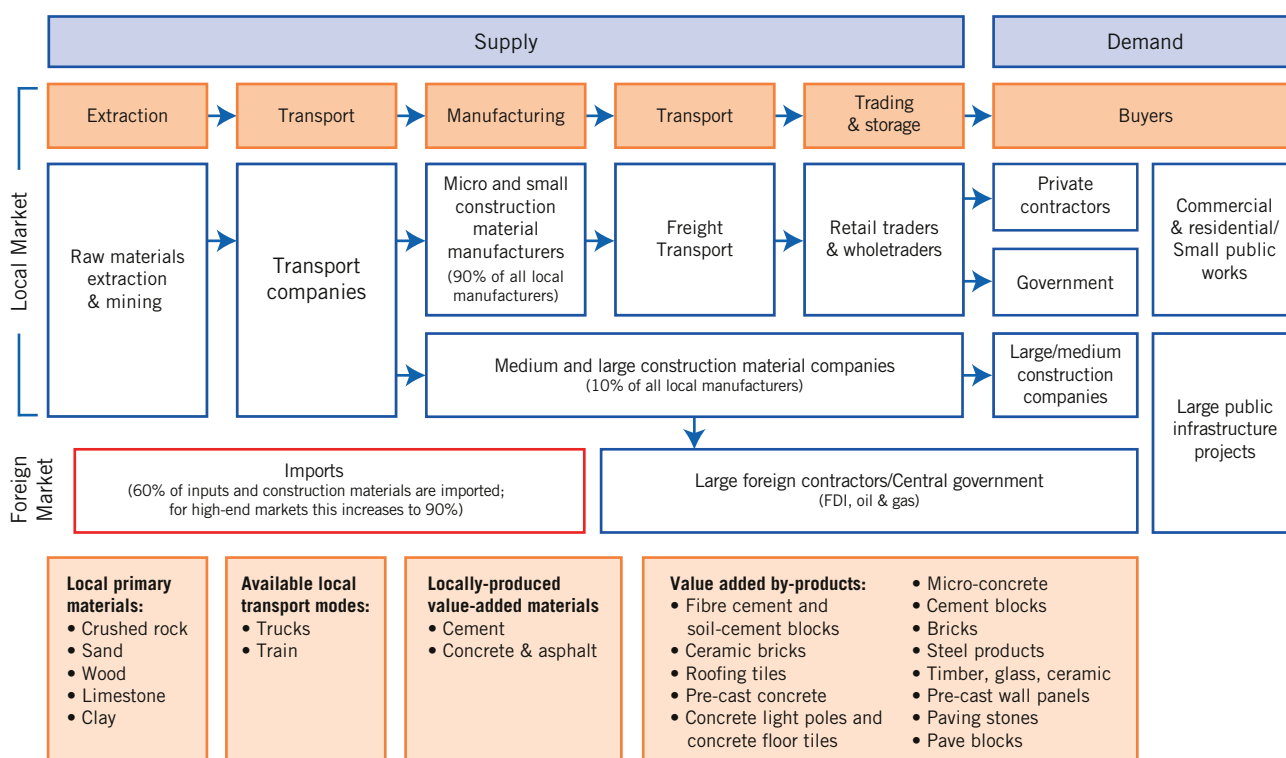 Supply
Demand
Local Market
Extraction
Transport
Manufacturing
Transport
Trading
& storage
Buyers
Raw materials
extraction
& mining
Transport
companies
Micro and small
construction
material
manufacturers
(90% of all local
manufacturers)
Freight
Transport
Retail traders
& wholetraders
Private
contractors
Government
Commercial
& residential/
Small public
works
Medium and large construction material companies
(10% of all local manufacturers)
Large/medium
construction
companies
Large public
infrastructure
projects
Foreign
Market
Imports
(60% of inputs and construction materials are imported;
for high-end markets this increases to 90%)
Large foreign contractors/Central government
(FDI, oil & gas)
Local primary
materials:
• Crushed rock
• Sand
• Wood
• Limestone
• Clay
Available local
transport modes:
• Trucks
• Train
Locally-produced
value-added materials
• Cement
• Concrete & asphalt
Value added by-products:
• Fibre cement and
soil-cement blocks
• Ceramic bricks
• Roofing tiles
• Pre-cast concrete
• Concrete light poles and
concrete floor tiles
• Micro-concrete
• Cement blocks
• Bricks
• Steel products
• Timber, glass, ceramic
• Pre-cast wall panels
• Paving stones
• Pave blocks